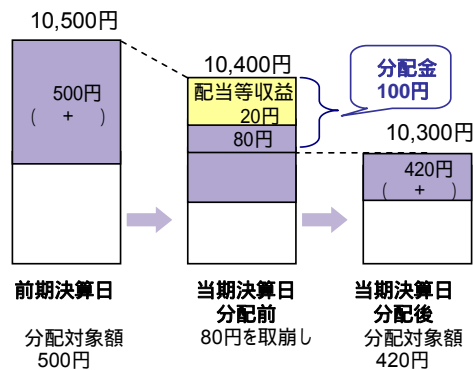 10,500円
500円
( + )
10,400円
配当等収益
20円
80円
分配金
100円
10,300円
420円
( + )
前期決算日
分配対象額
500円
当期決算日
分配前
80円を取崩し
当期決算日
分配後
分配対象額
420円